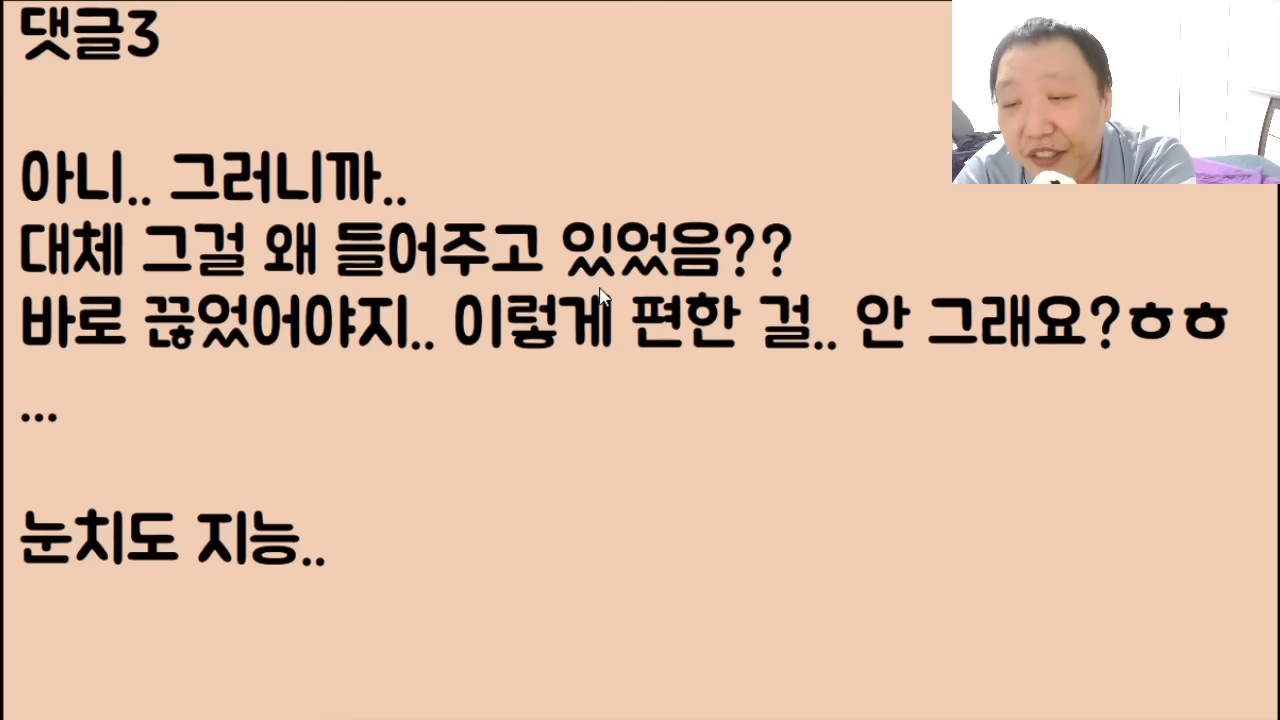 댓글3
아니.. 그러니까..
대체 그걸 왜 들어주고 있었음??
바로 끊었어야지.. 이렇게 편한 걸.. 안 그래요?ㅎㅎ
...
눈치도 지능..